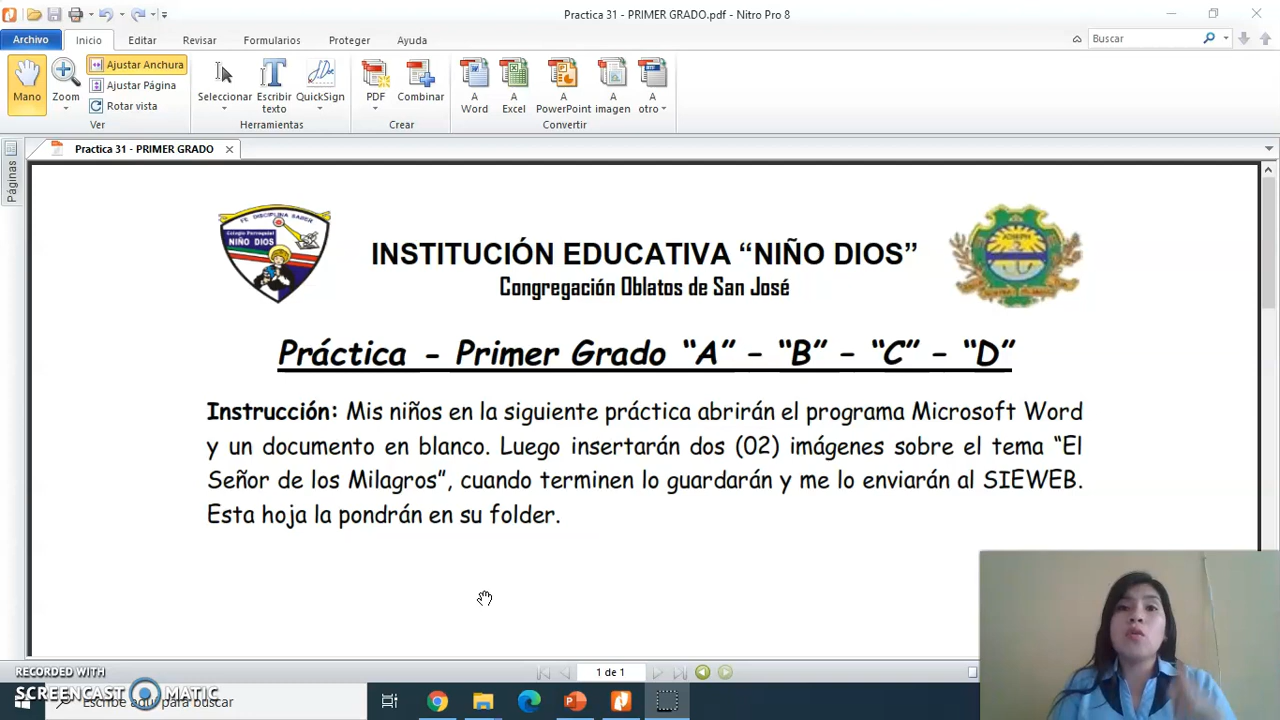 Practica 31 - PRIMER GRADO.pdf - Nitro Pro 8
Archivo Inicio Editar Revisar Formularios Proteger Ayuda Buscar
Mano Zoom Ajustar Anchura Ajustar Página Rotar vista Seleccionar Escribir texto QuickSign PDF Combinar A Word A Excel A PowerPoint A imagen A otro
Ver Herramientas Crear Convertir
Practica 31 - PRIMER GRADO
Páginas
FE DISCIPLINA SABER
Colegio Parroquial
NIÑO DIOS
INSTITUCIÓN EDUCATIVA “NIÑO DIOS”
Congregación Oblatos de San José
Práctica - Primer Grado “A” – “B” – “C” – “D”
Instrucción: Mis niños en la siguiente práctica abrirán el programa Microsoft Word
y un documento en blanco. Luego insertarán dos (02) imágenes sobre el tema “El
Señor de los Milagros”, cuando terminen lo guardarán y me lo enviarán al SIEWEB.
Esta hoja la pondrán en su folder.
1 de 1
RECORDED WITH
SCREENCAST MATIC
Escribe aquí para buscar